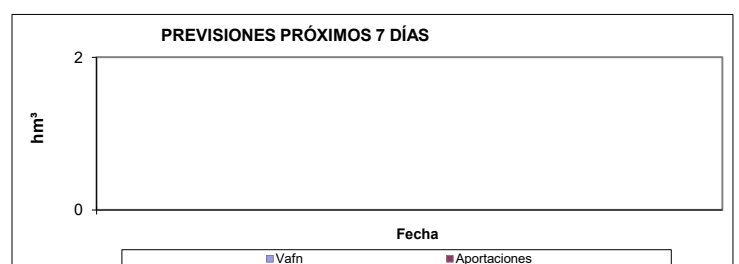 PREVISIONES PRÓXIMOS 7 DÍAS
2
hm³
0
Fecha
Vafn Aportaciones